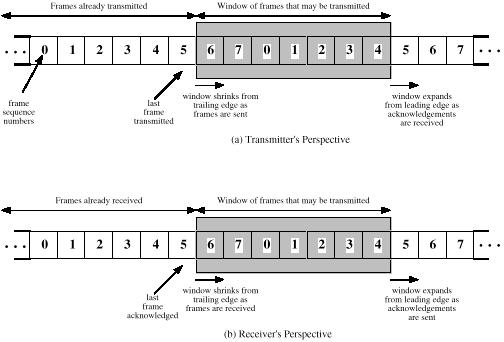 Frames already transmitted Window of frames that may be transmitted
. . . 0 1 2 3 4 5 6 7 0 1 2 3 4 5 6 7 . . .
frame
sequence
numbers
last
frame
transmitted
window shrinks from
trailing edge as
frames are sent
window expands
from leading edge as
acknowledgements
are received
(a) Transmitter's Perspective
Frames already received Window of frames that may be transmitted
. . . 0 1 2 3 4 5 6 7 0 1 2 3 4 5 6 7 . . .
last
frame
acknowledged
window shrinks from
trailing edge as
frames are received
window expands
from leading edge as
acknowledgements
are sent
(b) Receiver's Perspective